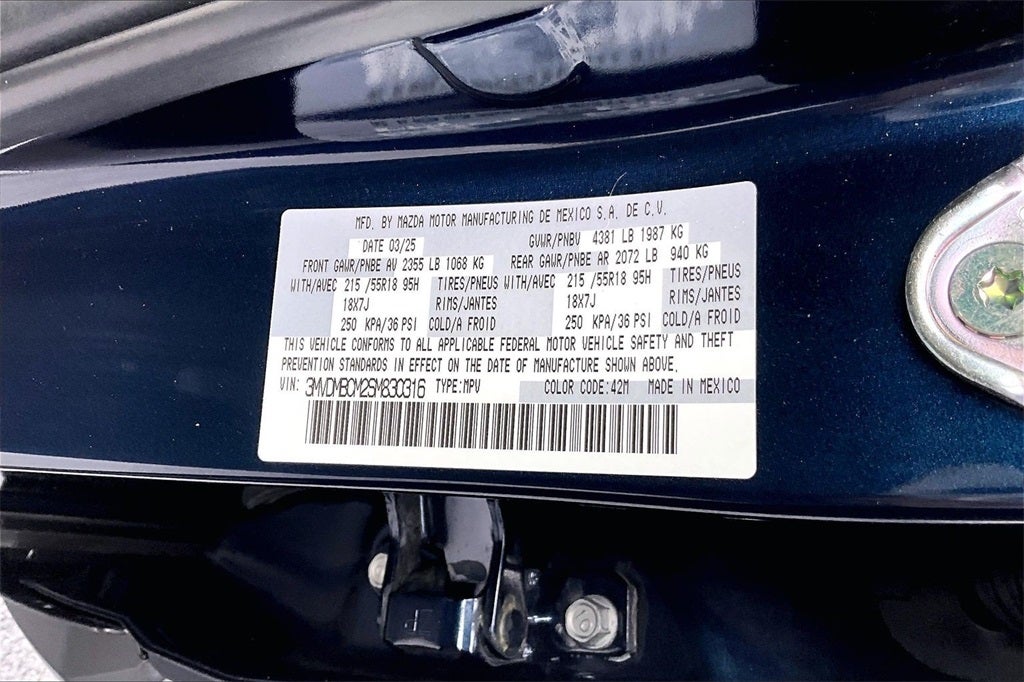 MFD. BY MAZDA MOTOR MANUFACTURING DE MEXICO S.A. DE C.V.
DATE 03/25 GVWR/PNBV 4381 LB 1987 KG
FRONT GAWR/PNBE AV 2355 LB 1068 KG REAR GAWR/PNBE AR 2072 LB 940 KG
WITH/AVEC 215 /55R18 95H TIRES/PNEUS WITH/AVEC 215 /55R18 95H TIRES/PNEUS
18X7J RIMS/JANTES 18X7J RIMS/JANTES
250 KPA/36 PSI COLD/A FROID 250 KPA/36 PSI COLD/A FROID
THIS VEHICLE CONFORMS TO ALL APPLICABLE FEDERAL MOTOR VEHICLE SAFETY AND THEFT
PREVENTION STANDARDS IN EFFECT ON THE DATE OF MANUFACTURE SHOWN ABOVE.
VIN: 3MVDMBCM2SM830316 TYPE:MPV COLOR CODE:42M MADE IN MEXICO